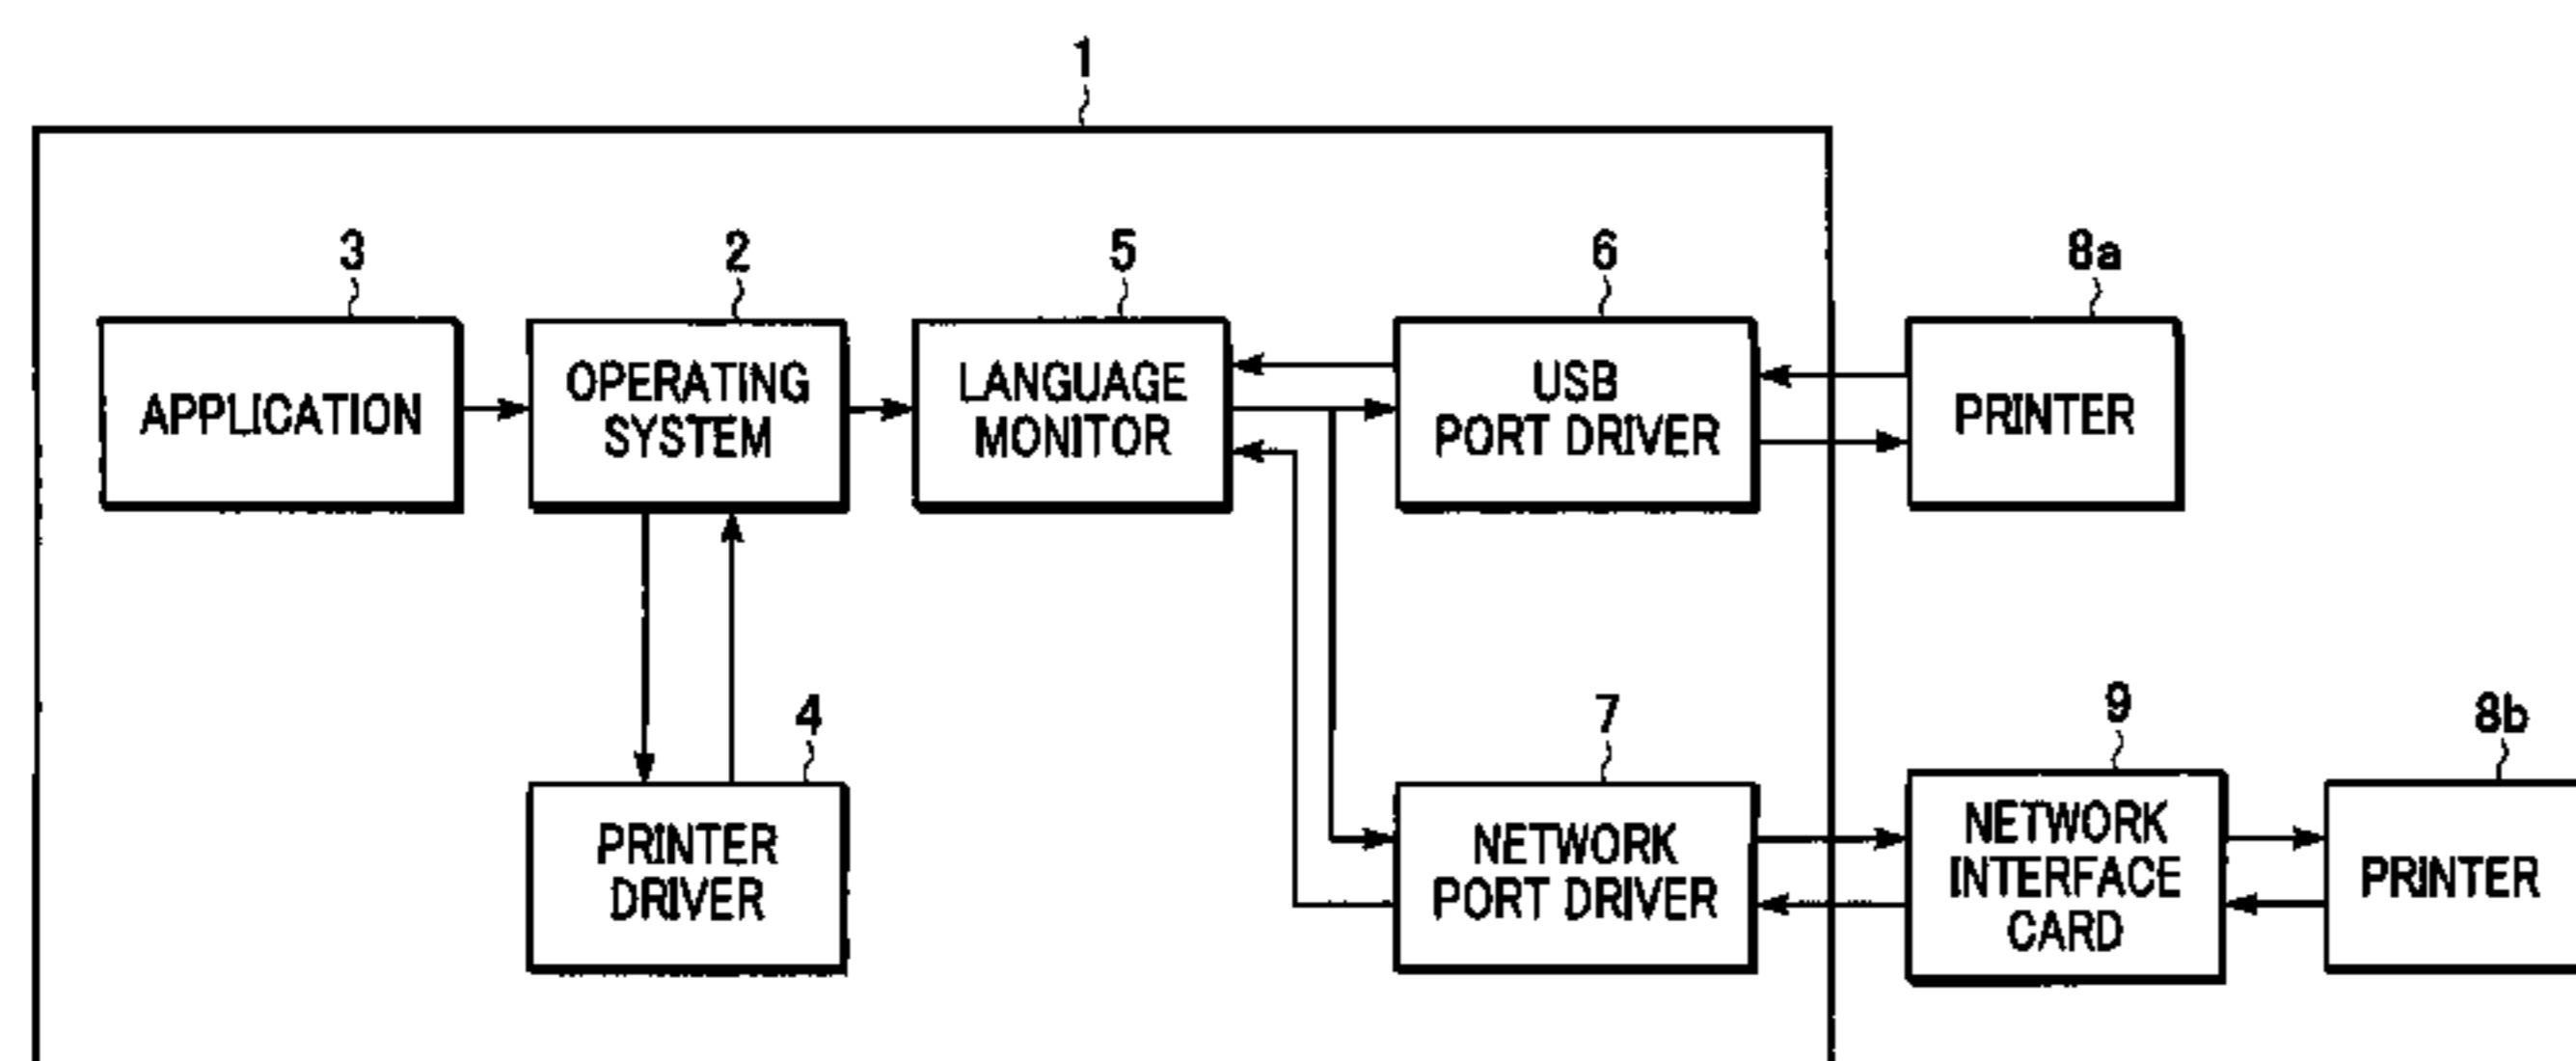 1
3
2
5
6
8a
APPLICATION
OPERATING
SYSTEM
LANGUAGE
MONITOR
USB
PORT DRIVER
PRINTER
4
7
9
8b
PRINTER
DRIVER
NETWORK
PORT DRIVER
NETWORK
INTERFACE
CARD
PRINTER